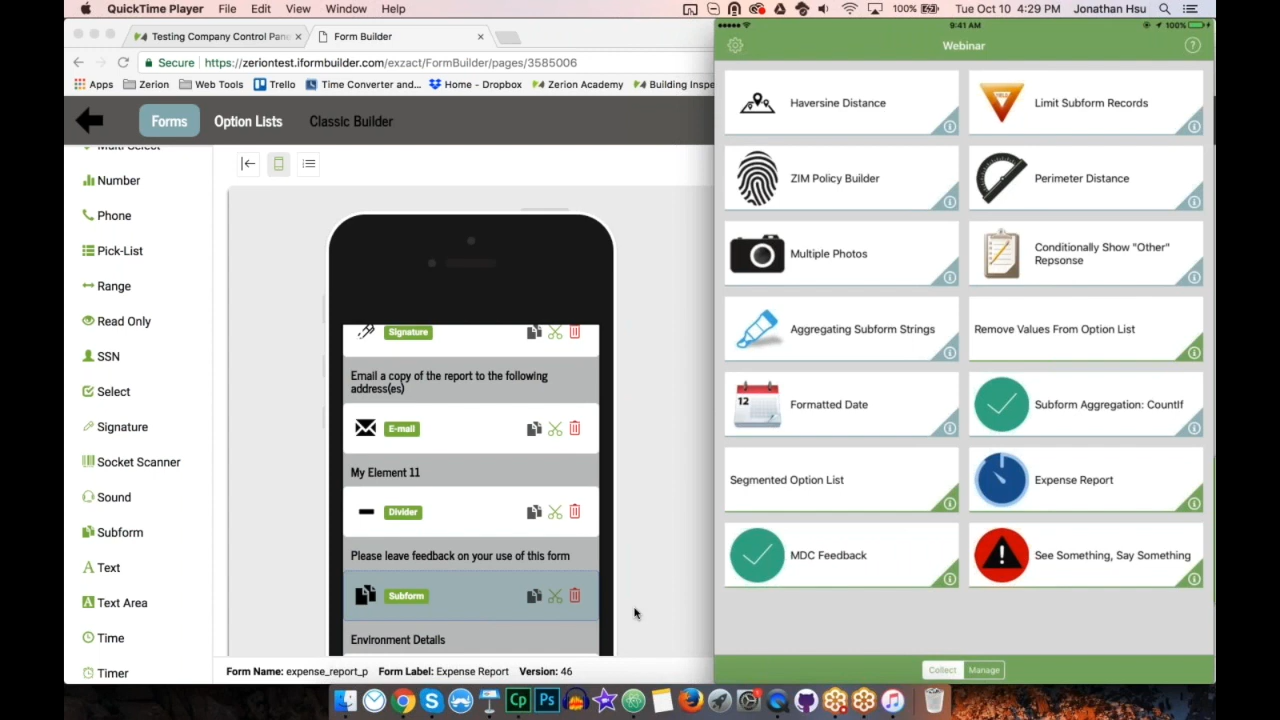 QuickTime Player File Edit View Window Help
100% Tue Oct 10 4:29 PM Jonathan Hsu
Testing Company Control Pane
Form Builder
Secure https://zeriontest.iformbuilder.com/exzact/FormBuilder/pages/3585006
Apps Zerion Web Tools Trello Time Converter and... Home - Dropbox Zerion Academy Building Inspe
Forms Option Lists Classic Builder
Multi-Select
Number
Phone
Pick-List
Range
Read Only
SSN
Select
Signature
Socket Scanner
Sound
Subform
Text
Text Area
Time
Timer
Signature
Email a copy of the report to the following
address(es)
E-mail
My Element 11
Divider
Please leave feedback on your use of this form
Subform
Environment Details
Form Name: expense_report_p Form Label: Expense Report Version: 46
9:41 AM 100%
Webinar
Haversine Distance
YIELD
Limit Subform Records
ZIM Policy Builder
Perimeter Distance
Multiple Photos
Conditionally Show "Other"
Repsonse
Aggregating Subform Strings
Remove Values From Option List
12
Formatted Date
Subform Aggregation: CountIf
Segmented Option List
Expense Report
MDC Feedback
See Something, Say Something
Collect Manage